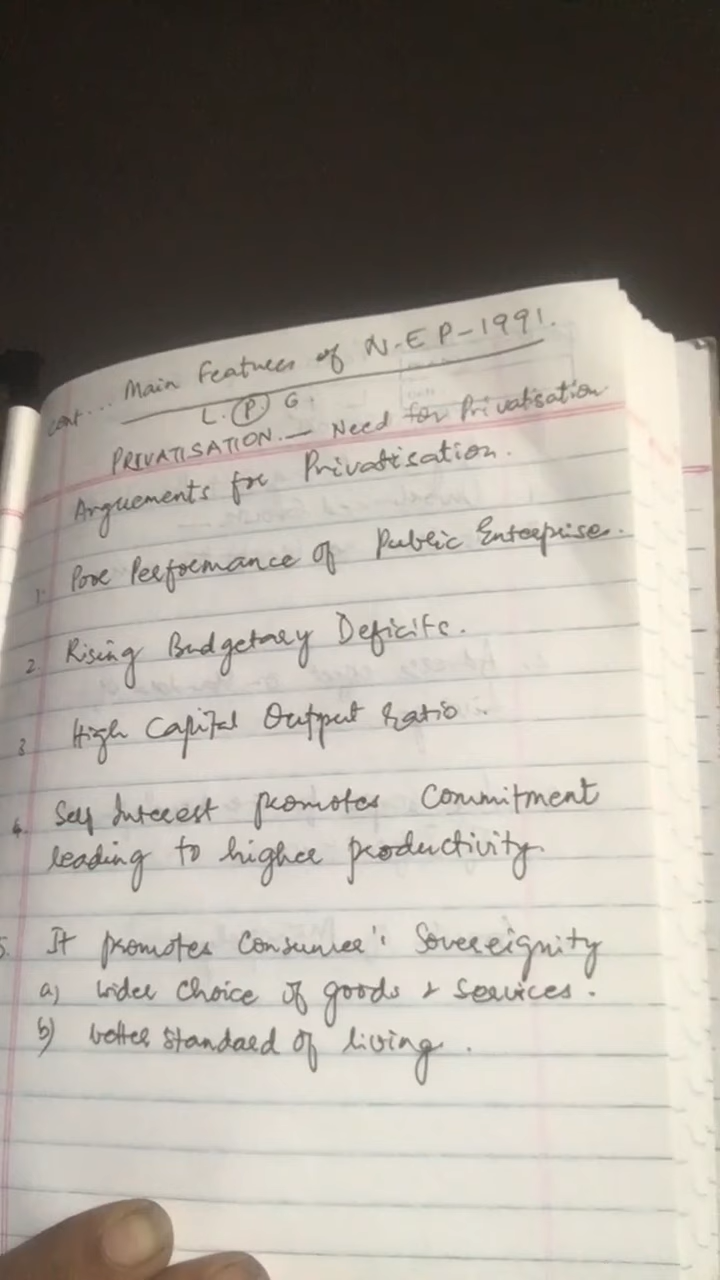 cont... Main Features of N.E P-1991.
L. P. G.
PRIVATISATION.— Need for Privatisation
Arguements for Privatisation.
1. Poor Performance of Public Enterprise.
2. Rising Budgetary Deficits.
3 High Capital Output Ratio.
4. Self Interest promotes Commitment
leading to higher productivity.
5. It promotes Consumer's Sovereignity
a) wider Choice of goods & Services.
b) better Standard of living.